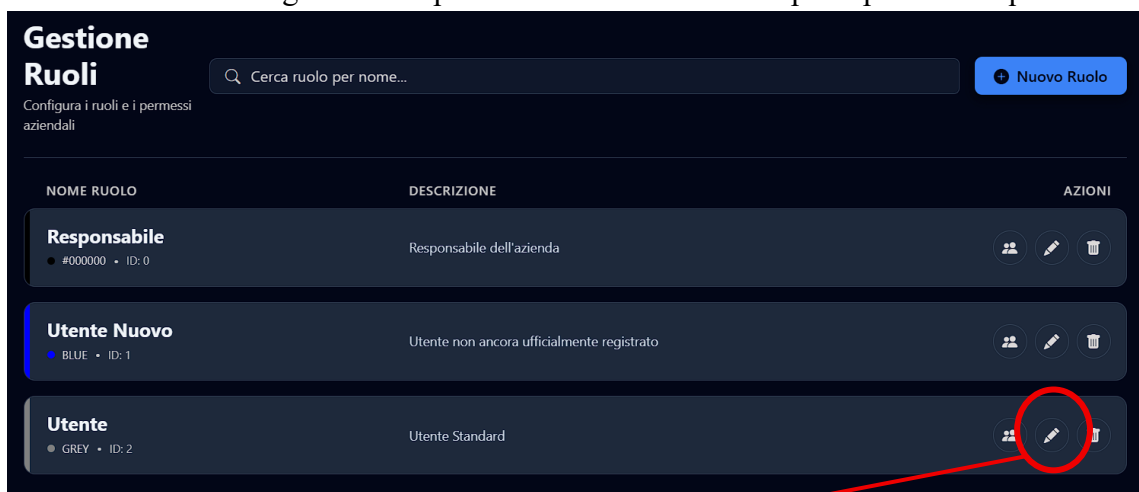 Gestione
Ruoli
Configura i ruoli e i permessi
aziendali
Cerca ruolo per nome...
Nuovo Ruolo
NOME RUOLO DESCRIZIONE AZIONI
Responsabile
#000000 • ID: 0
Responsabile dell'azienda
Utente Nuovo
BLUE • ID: 1
Utente non ancora ufficialmente registrato
Utente
GREY • ID: 2
Utente Standard